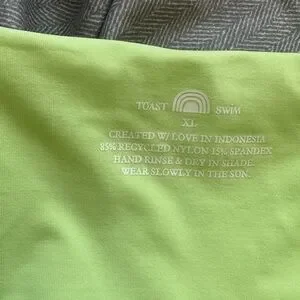 TOAST SWIM
XL
CREATED W/ LOVE IN INDONESIA
85% RECYCLED NYLON 15% SPANDEX
HAND RINSE & DRY IN SHADE.
WEAR SLOWLY IN THE SUN.